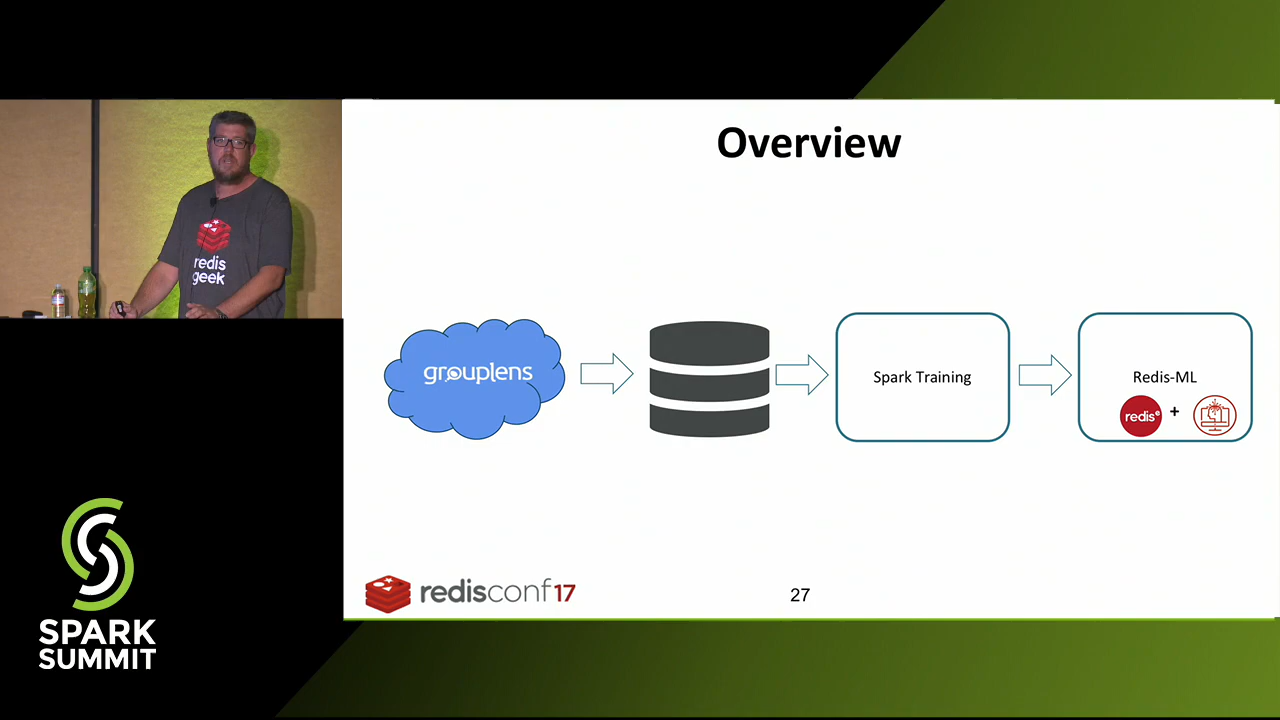 Overview
redis
geek
grouplens
Spark Training
Redis-ML
redis
e
+
redisconf17
27
SPARK
SUMMIT